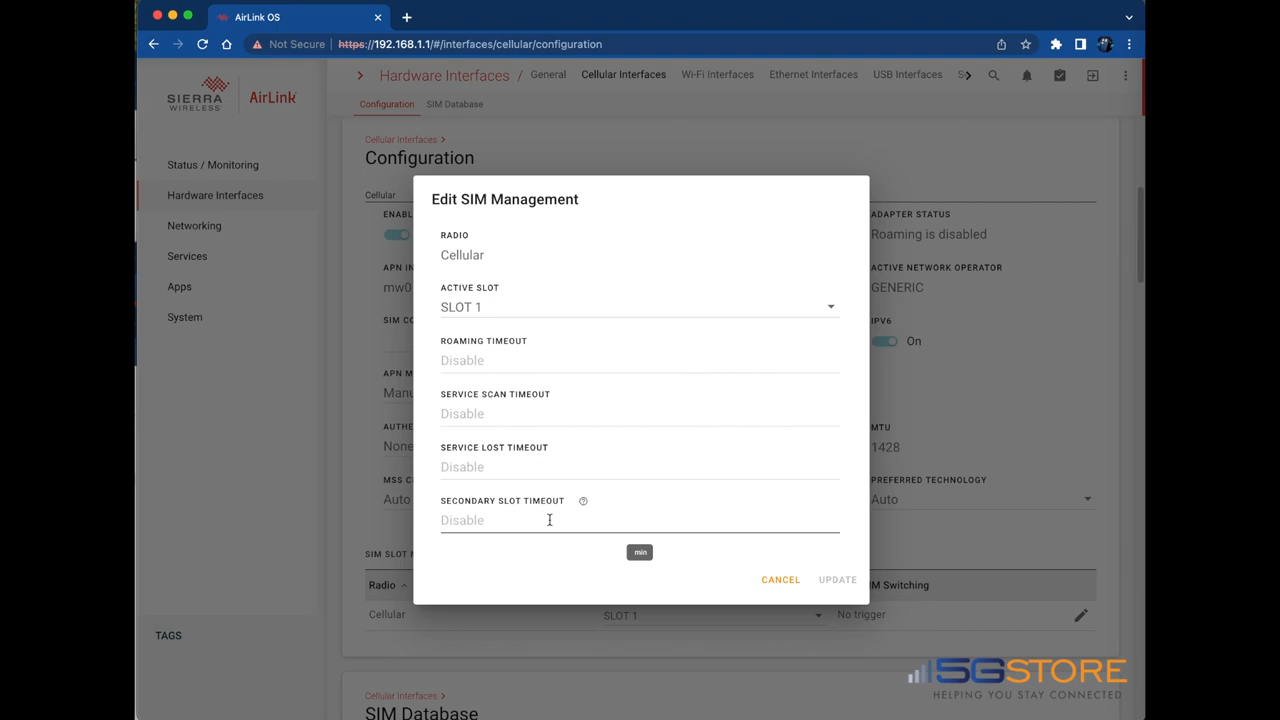 AirLink OS
Not Secure
https://192.168.1.1/#/interfaces/cellular/configuration
SIERRA WIRELESS
AirLink
Hardware Interfaces / General Cellular Interfaces Wi-Fi Interfaces Ethernet Interfaces USB Interfaces
Configuration SIM Database
Status / Monitoring
Hardware Interfaces
Networking
Services
Apps
System
TAGS
Cellular Interfaces >
Configuration
Cellular
ADAPTER STATUS
Roaming is disabled
ACTIVE NETWORK OPERATOR
mw0
GENERIC
IPV6
On
None
MTU
1428
PREFERRED TECHNOLOGY
Auto
Auto
Edit SIM Management
RADIO
Cellular
ACTIVE SLOT
SLOT 1
ROAMING TIMEOUT
Disable
SERVICE SCAN TIMEOUT
Disable
SERVICE LOST TIMEOUT
Disable
SECONDARY SLOT TIMEOUT
Disable
min
CANCEL UPDATE
Radio
Switching
Cellular SLOT 1 No trigger
5GSTORE
HELPING YOU STAY CONNECTED
Cellular Interfaces >
SIM Database